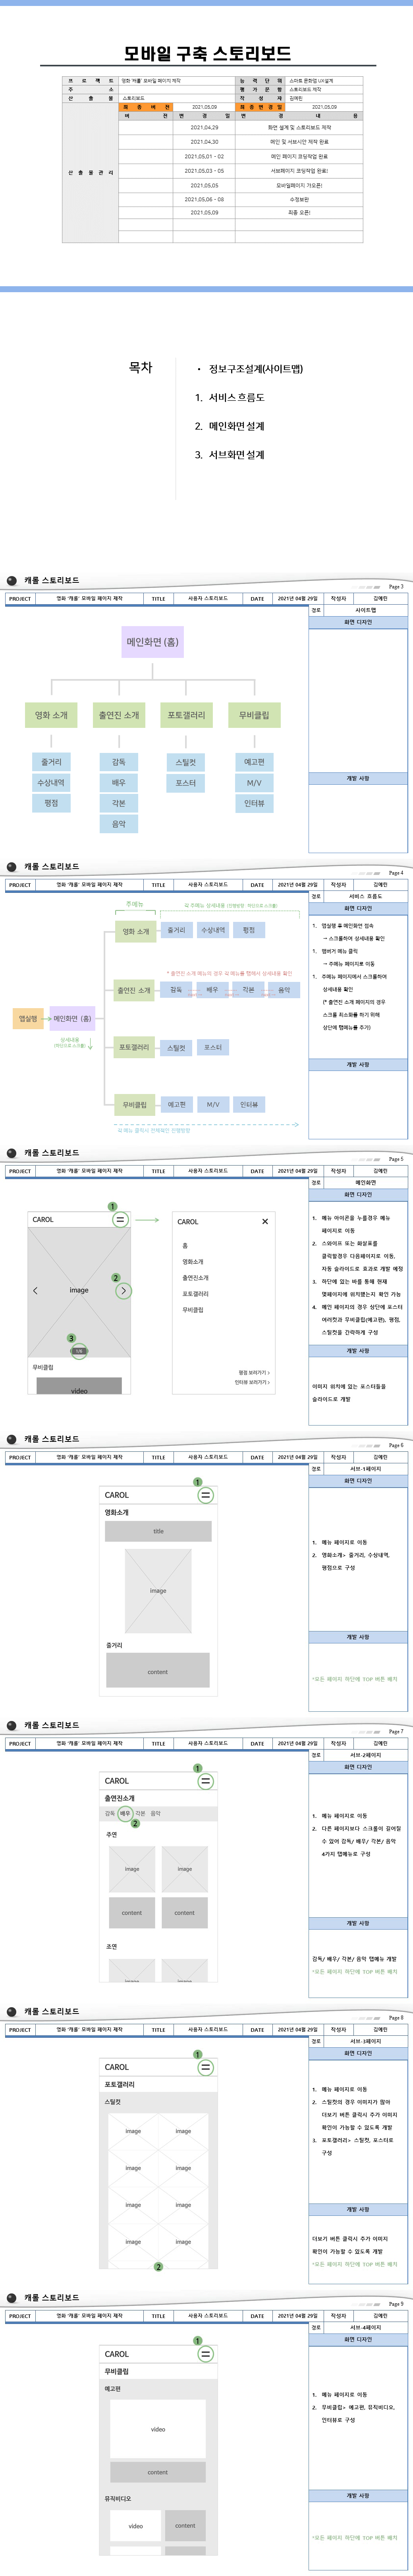 모바일 구축 스토리보드
프 로 젝 트 영화 '캐롤' 모바일 페이지 제작 능 력 단 위 스마트 문화앱 UX설계
주 소 평 가 문 항 스토리보드 제작
산 출 물 스토리보드 작 성 자 김예린
산 출 물 관 리 최 종 버 전 2021.05.09 최 종 변 경 일 2021.05.09
버 전 변 경 일 변 경 내 용
2021.04.29 화면 설계 및 스토리보드 제작
2021.04.30 메인 및 서브시안 제작 완료
2021.05.01 - 02 메인 페이지 코딩작업 완료
2021.05.03 - 05 서브페이지 코딩작업 완료!
2021.05.05 모바일페이지 가오픈!
2021.05.06 - 08 수정보완
2021.05.09 최종 오픈!
목차
• 정보구조설계(사이트맵)
1. 서비스 흐름도
2. 메인화면 설계
3. 서브화면 설계
캐롤 스토리보드
Page 3
PROJECT 영화 '캐롤' 모바일 페이지 제작 TITLE 사용자 스토리보드 DATE 2021년 04월 29일 작성자 김예린
경로 사이트맵
화면 디자인
메인화면 (홈)
영화 소개 출연진 소개 포토갤러리 무비클립
줄거리 감독 스틸컷 예고편
수상내역 배우 포스터 M/V
평점 각본 인터뷰
음악
개발 사항
캐롤 스토리보드
Page 4
PROJECT 영화 '캐롤' 모바일 페이지 제작 TITLE 사용자 스토리보드 DATE 2021년 04월 29일 작성자 김예린
경로 서비스 흐름도
화면 디자인
주메뉴
각 주메뉴 상세내용 (진행방향 : 하단으로 스크롤)
영화 소개 줄거리 수상내역 평점
* 출연진 소개 메뉴의 경우 각 메뉴를 탭해서 상세내용 확인
출연진 소개 감독 배우 각본 음악
앱실행 메인화면 (홈)
상세내용
(하단으로 스크롤)
포토갤러리 스틸컷 포스터
무비클립 예고편 M/V 인터뷰
각 메뉴 클릭시 전체화면 진행방향
1. 앱실행 후 메인화면 접속
→ 스크롤하여 상세내용 확인
1. 햄버거 메뉴 클릭
→ 주메뉴 페이지로 이동
1. 주메뉴 페이지에서 스크롤하여
상세내용 확인
(* 출연진 소개 페이지의 경우
스크롤 최소화를 하기 위해
상단에 탭메뉴를 추가)
개발 사항
캐롤 스토리보드
Page 5
PROJECT 영화 '캐롤' 모바일 페이지 제작 TITLE 사용자 스토리보드 DATE 2021년 04월 29일 작성자 김예린
경로 메인화면
화면 디자인
1
CAROL
2
image
3
무비클립
video
CAROL
홈
영화소개
출연진소개
포토갤러리
무비클립
평점 보러가기 >
인터뷰 보러가기 >
1. 메뉴 아이콘을 누를경우 메뉴
페이지로 이동
2. 스와이프 또는 화살표를
클릭할경우 다음페이지로 이동,
자동 슬라이드로 효과로 개발 예정
3. 하단에 있는 바를 통해 현재
몇페이지에 위치했는지 확인 가능
4. 메인 페이지의 경우 상단에 포스터
여러컷과 무비클립(예고편), 평점,
스틸컷을 간략하게 구성
개발 사항
이미지 위치에 있는 포스터들을
슬라이드로 개발
캐롤 스토리보드
Page 6
PROJECT 영화 '캐롤' 모바일 페이지 제작 TITLE 사용자 스토리보드 DATE 2021년 04월 29일 작성자 김예린
경로 서브-1페이지
화면 디자인
1
CAROL
영화소개
title
image
줄거리
content
1. 메뉴 페이지로 이동
2. 영화소개> 줄거리, 수상내역,
평점으로 구성
개발 사항
*모든 페이지 하단에 TOP 버튼 배치
캐롤 스토리보드
Page 7
PROJECT 영화 '캐롤' 모바일 페이지 제작 TITLE 사용자 스토리보드 DATE 2021년 04월 29일 작성자 김예린
경로 서브-2페이지
화면 디자인
1
CAROL
출연진소개
감독 배우 각본 음악
2
주연
image image
content content
조연
image image
1. 메뉴 페이지로 이동
2. 다른 페이지보다 스크롤이 길어질
수 있어 감독/ 배우/ 각본/ 음악
4가지 탭메뉴로 구성
개발 사항
감독/ 배우/ 각본/ 음악 탭메뉴 개발
*모든 페이지 하단에 TOP 버튼 배치
캐롤 스토리보드
Page 8
PROJECT 영화 '캐롤' 모바일 페이지 제작 TITLE 사용자 스토리보드 DATE 2021년 04월 29일 작성자 김예린
경로 서브-3페이지
화면 디자인
1
CAROL
포토갤러리
스틸컷
image image
image image
image image
image image
2
1. 메뉴 페이지로 이동
2. 스틸컷의 경우 이미지가 많아
더보기 버튼 클릭시 추가 이미지
확인이 가능할 수 있도록 개발
3. 포토갤러리> 스틸컷, 포스터로
구성
개발 사항
더보기 버튼 클릭시 추가 이미지
확인이 가능할 수 있도록 개발
*모든 페이지 하단에 TOP 버튼 배치
캐롤 스토리보드
Page 9
PROJECT 영화 '캐롤' 모바일 페이지 제작 TITLE 사용자 스토리보드 DATE 2021년 04월 29일 작성자 김예린
경로 서브-4페이지
화면 디자인
1
CAROL
무비클립
예고편
video
content
뮤직비디오
video content
1. 메뉴 페이지로 이동
2. 무비클립> 예고편, 뮤직비디오,
인터뷰로 구성
개발 사항
*모든 페이지 하단에 TOP 버튼 배치